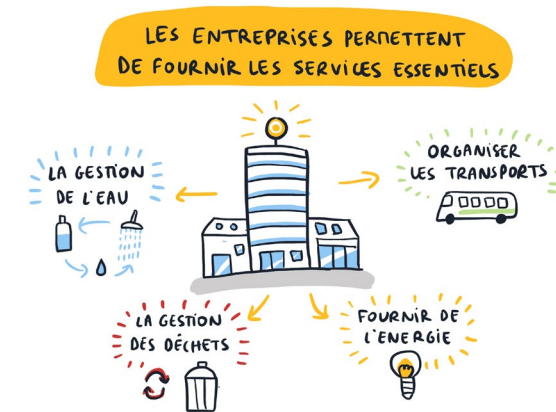 LES ENTREPRISES PERMETTENT
DE FOURNIR LES SERVICES ESSENTIELS
LA GESTION
DE L'EAU
ORGANISER
LES TRANSPORTS
LA GESTION
DES DÉCHETS
FOURNIR DE
L'ENERGIE